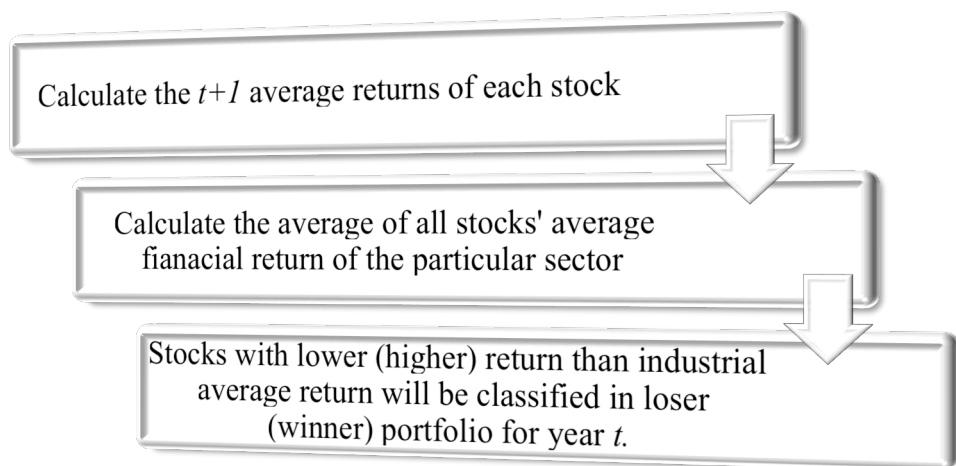 Calculate the t+1 average returns of each stock
Calculate the average of all stocks' average
fianacial return of the particular sector
Stocks with lower (higher) return than industrial
average return will be classified in loser
(winner) portfolio for year t.